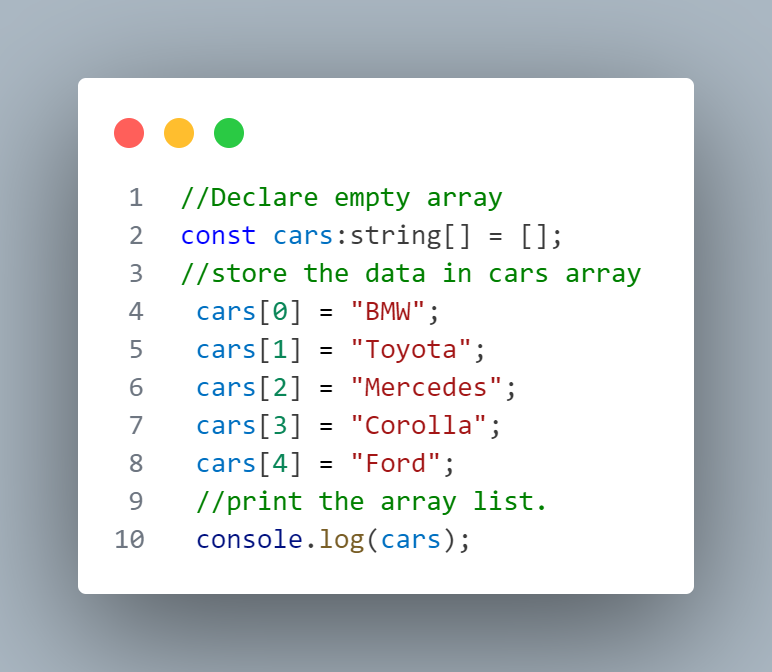 1 //Declare empty array
2 const cars:string[] = [];
3 //store the data in cars array
4  cars[0] = "BMW";
5  cars[1] = "Toyota";
6  cars[2] = "Mercedes";
7  cars[3] = "Corolla";
8  cars[4] = "Ford";
9  //print the array list.
10  console.log(cars);